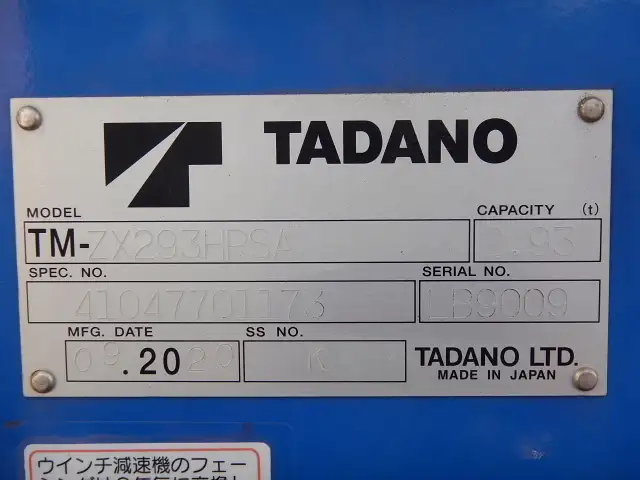 TADANO
MODEL
CAPACITY (t)
TM-ZX293HRSA
2.93
SPEC. NO.
SERIAL NO.
41047701173
LB9009
MFG. DATE
SS NO.
09.2020
K
TADANO LTD.
MADE IN JAPAN
ウインチ減速機のフェー